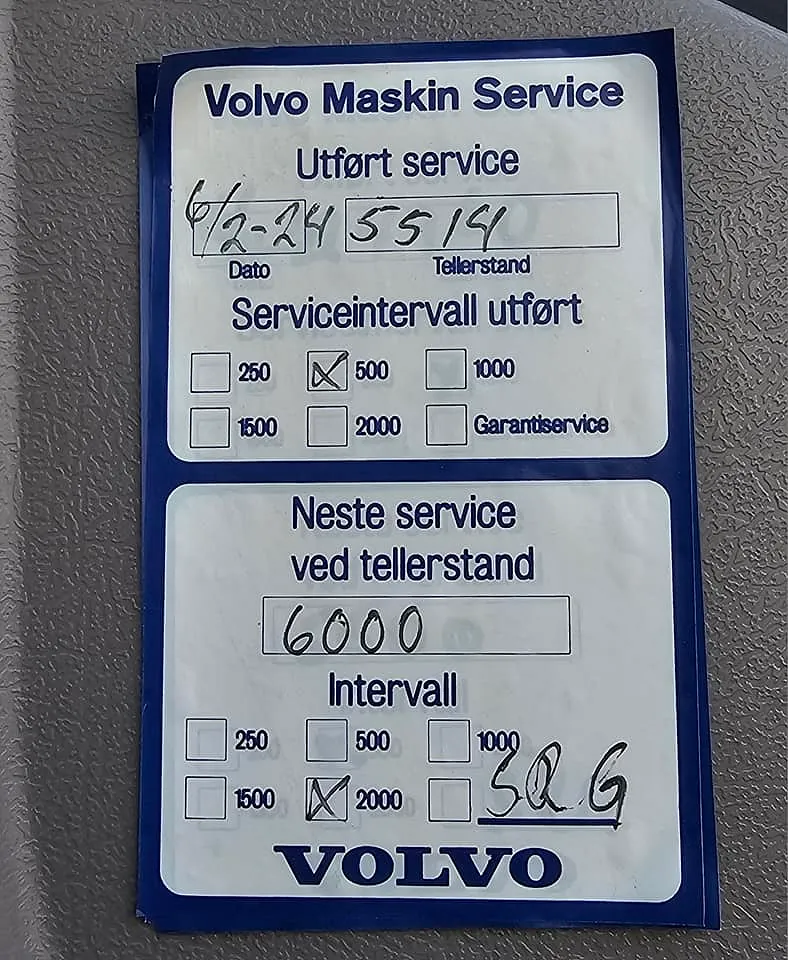 Volvo Maskin Service
Utført service
6/2-24 5514
Dato Tellerstand
Serviceintervall utført
250 500 1000
1500 2000 Garantiservice
Neste service
ved tellerstand
6000
Intervall
250 500 1000
1500 2000 SRG
VOLVO